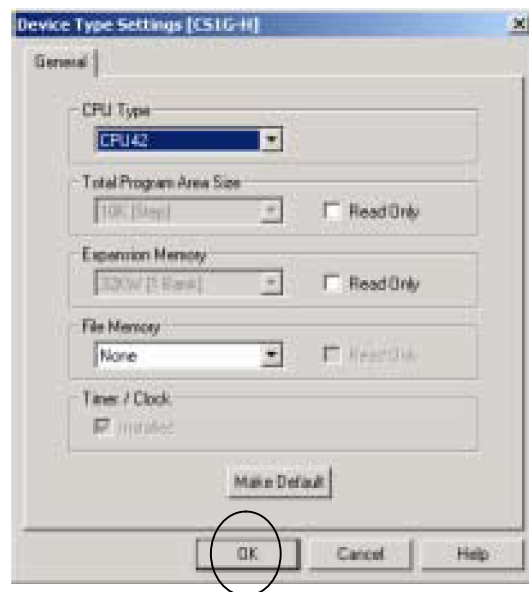 Device Type Settings [CS1G-H]
General
CPU Type
CPU42
Total Program Area Size
10K [Step]
Read Only
Expansion Memory
32KW [1 Bank]
Read Only
File Memory
None
Read Only
Timer / Clock
Installed
Make Default
OK
Cancel
Help